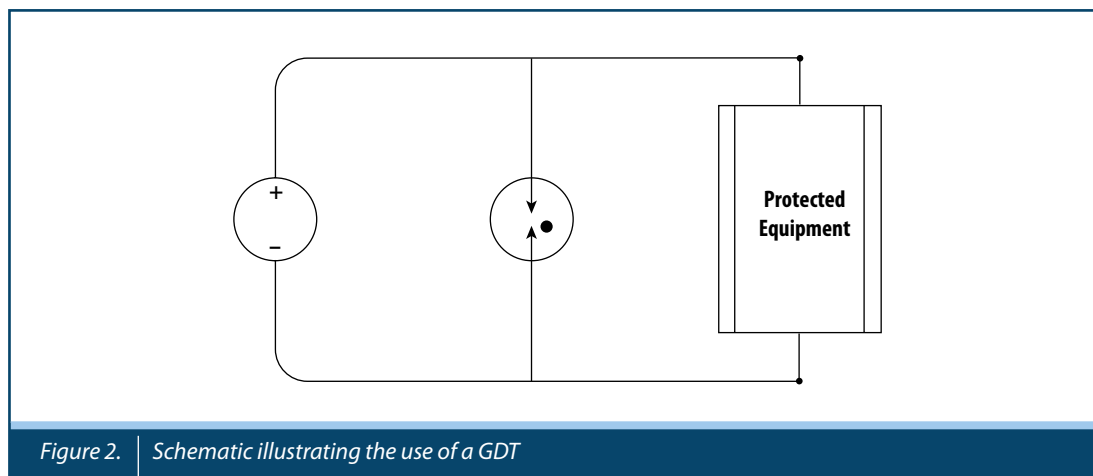 +
–
Protected
Equipment
Figure 2. Schematic illustrating the use of a GDT